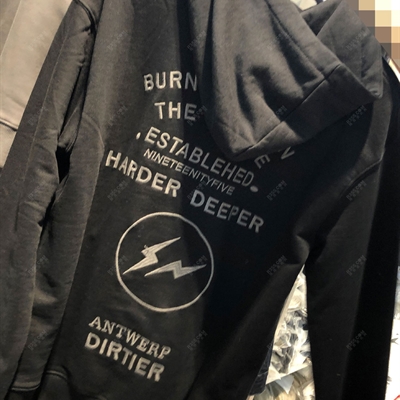 BURN
THE
.ESTABLEHED.
NINETEENITYFIVE
HARDER DEEPER
ANTWERP
DIRTIER